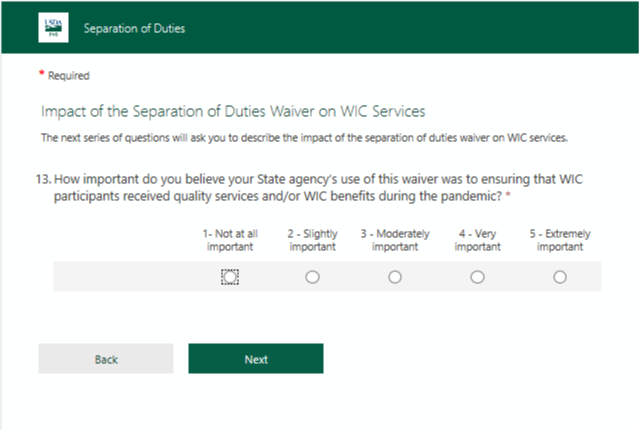 USDA
Separation of Duties
* Required
Impact of the Separation of Duties Waiver on WIC Services
The next series of questions will ask you to describe the impact of the separation of duties waiver on WIC services.
13. How important do you believe your State agency's use of this waiver was to ensuring that WIC
participants received quality services and/or WIC benefits during the pandemic? *
1- Not at all important
2 - Slightly important
3 - Moderately important
4 - Very important
5 - Extremely important
Back
Next